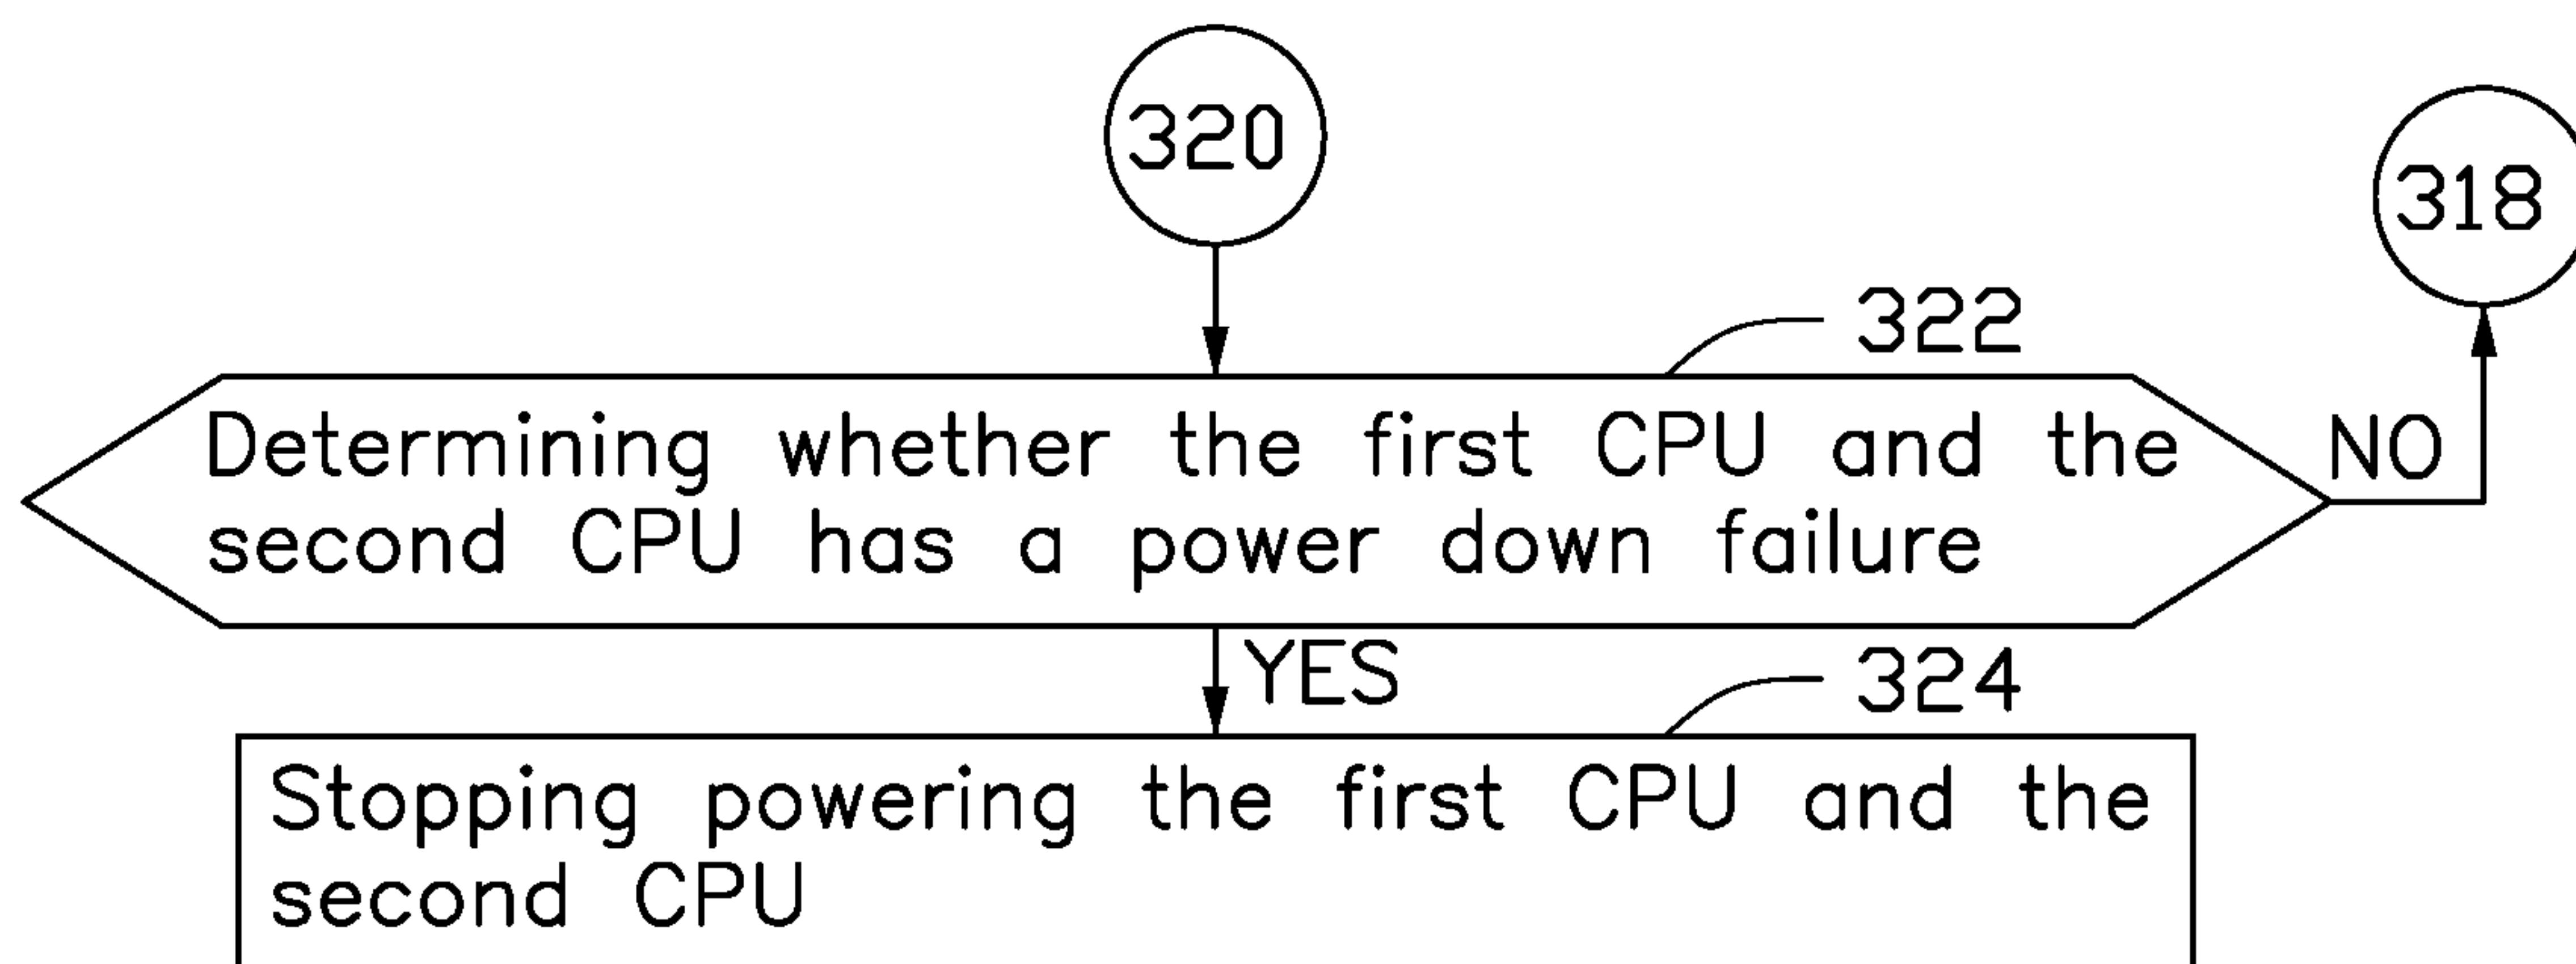 320
318
322
Determining whether the first CPU and the
second CPU has a power down failure
NO
YES
324
Stopping powering the first CPU and the
second CPU